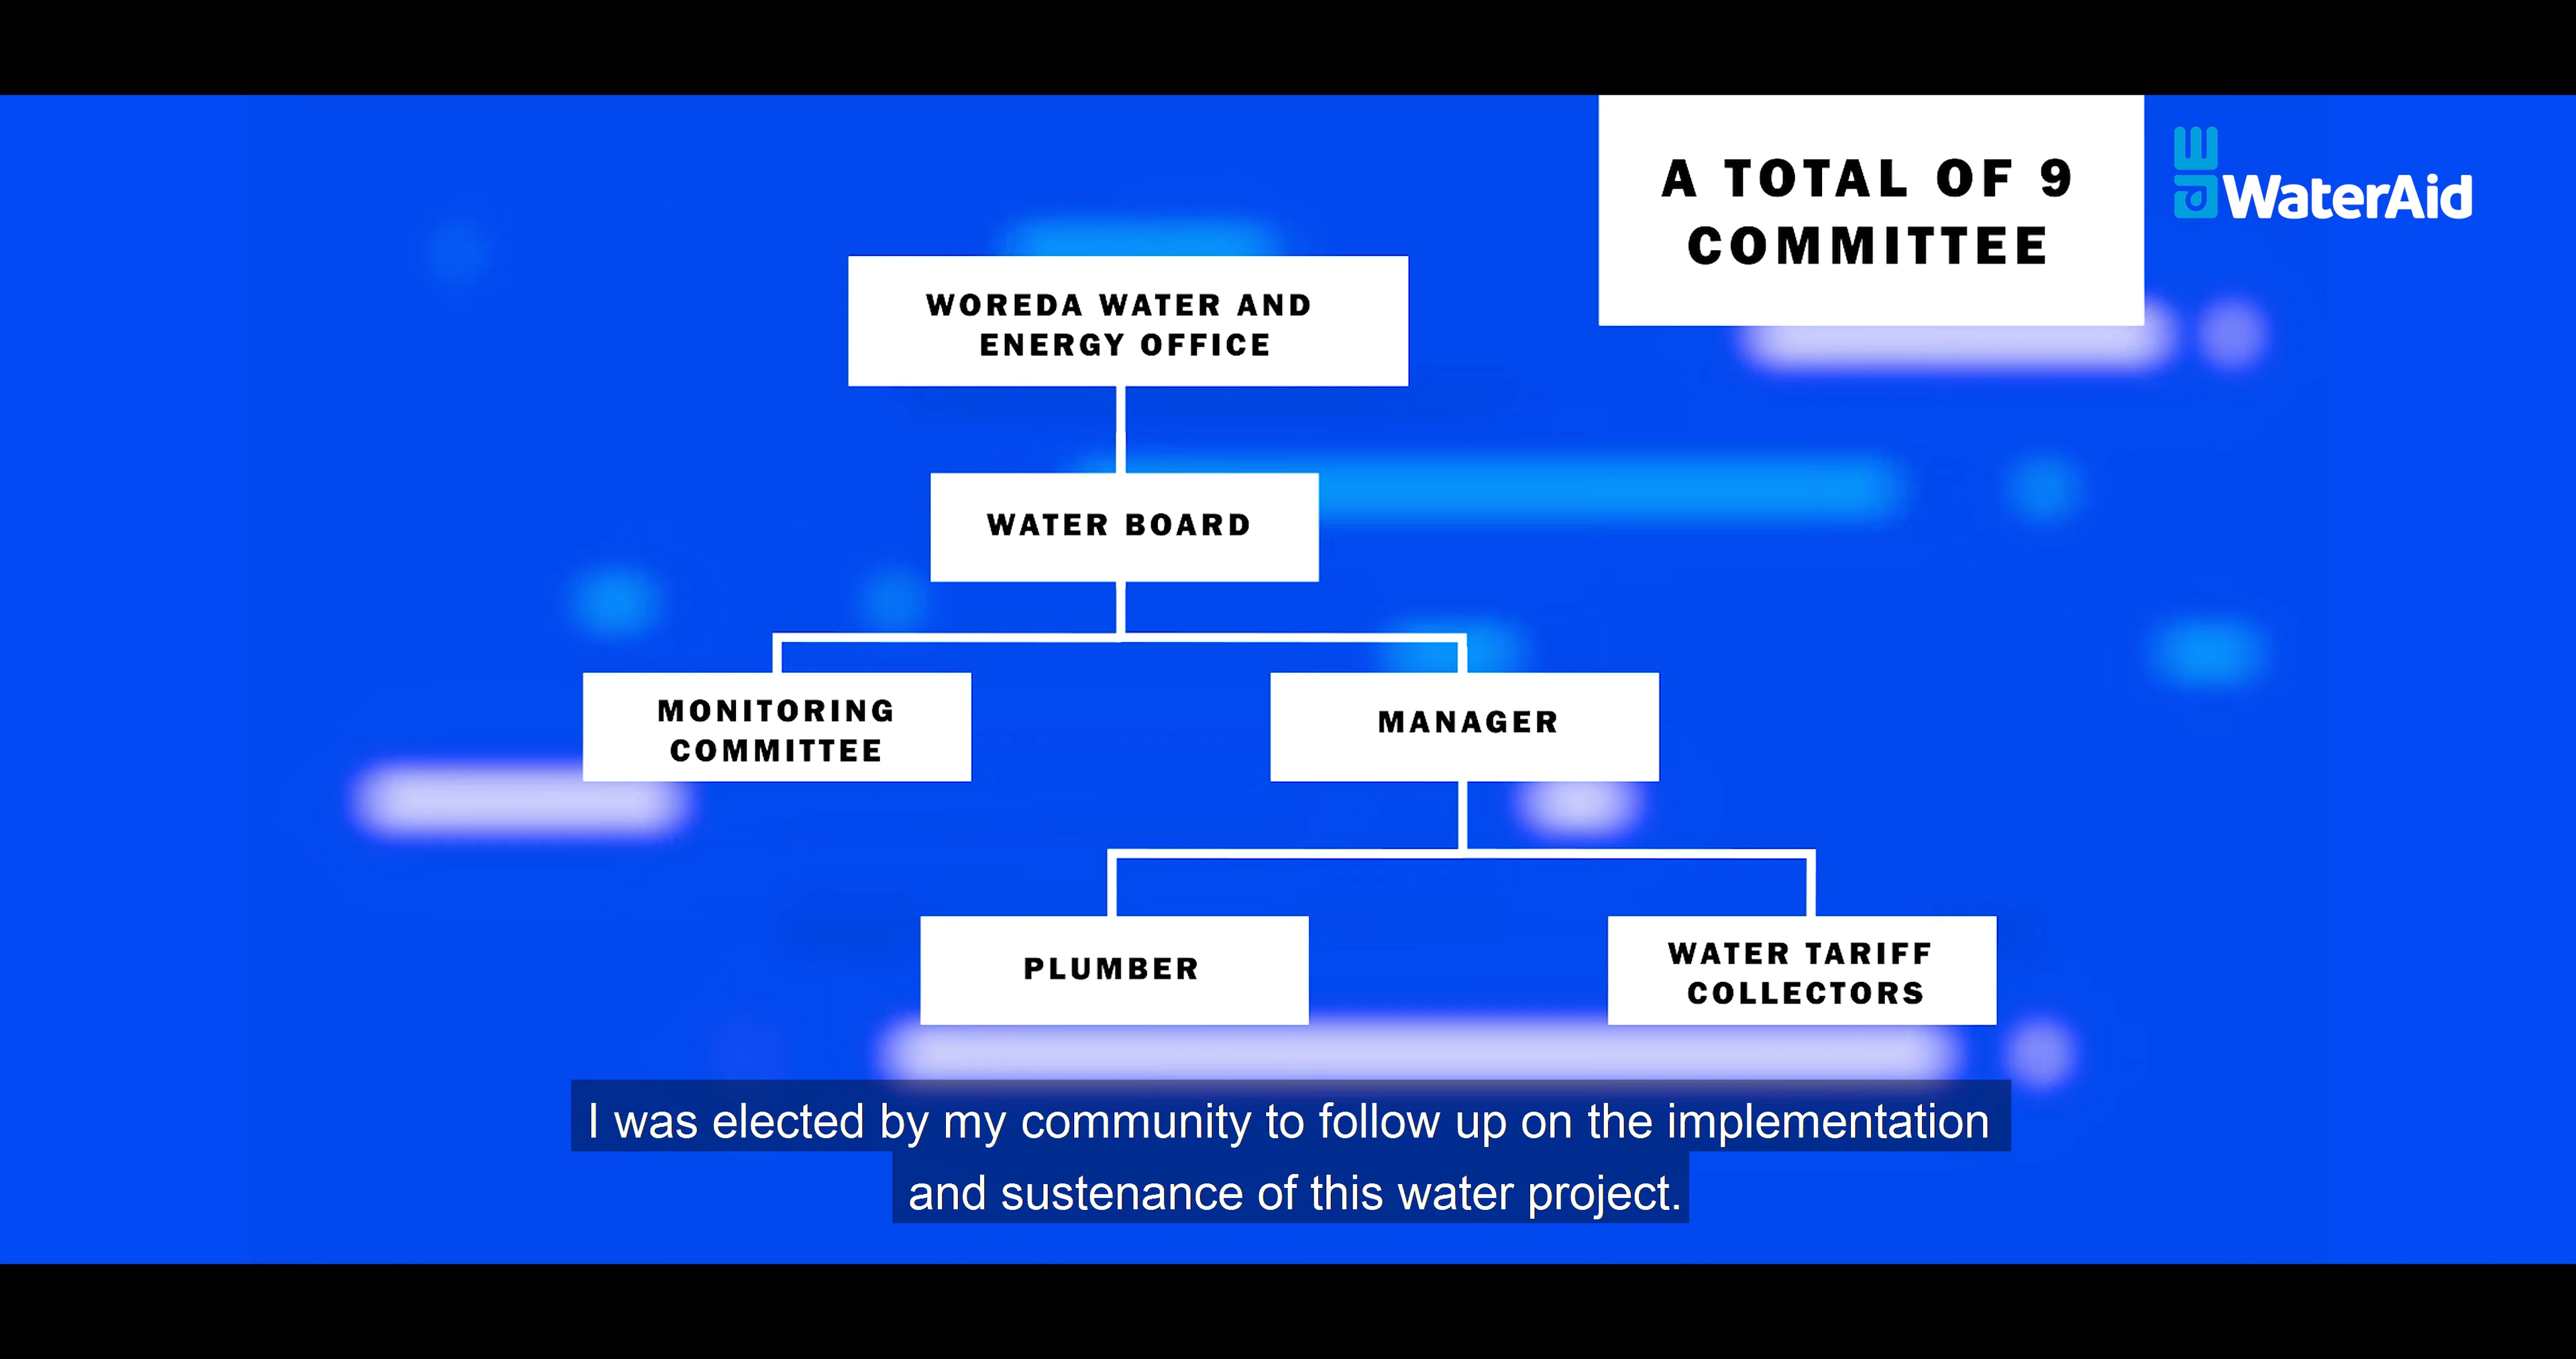 A TOTAL OF 9
COMMITTEE
WaterAid
WOREDA WATER AND
ENERGY OFFICE
WATER BOARD
MONITORING
COMMITTEE
MANAGER
PLUMBER
WATER TARIFF
COLLECTORS
I was elected by my community to follow up on the implementation
and sustenance of this water project.